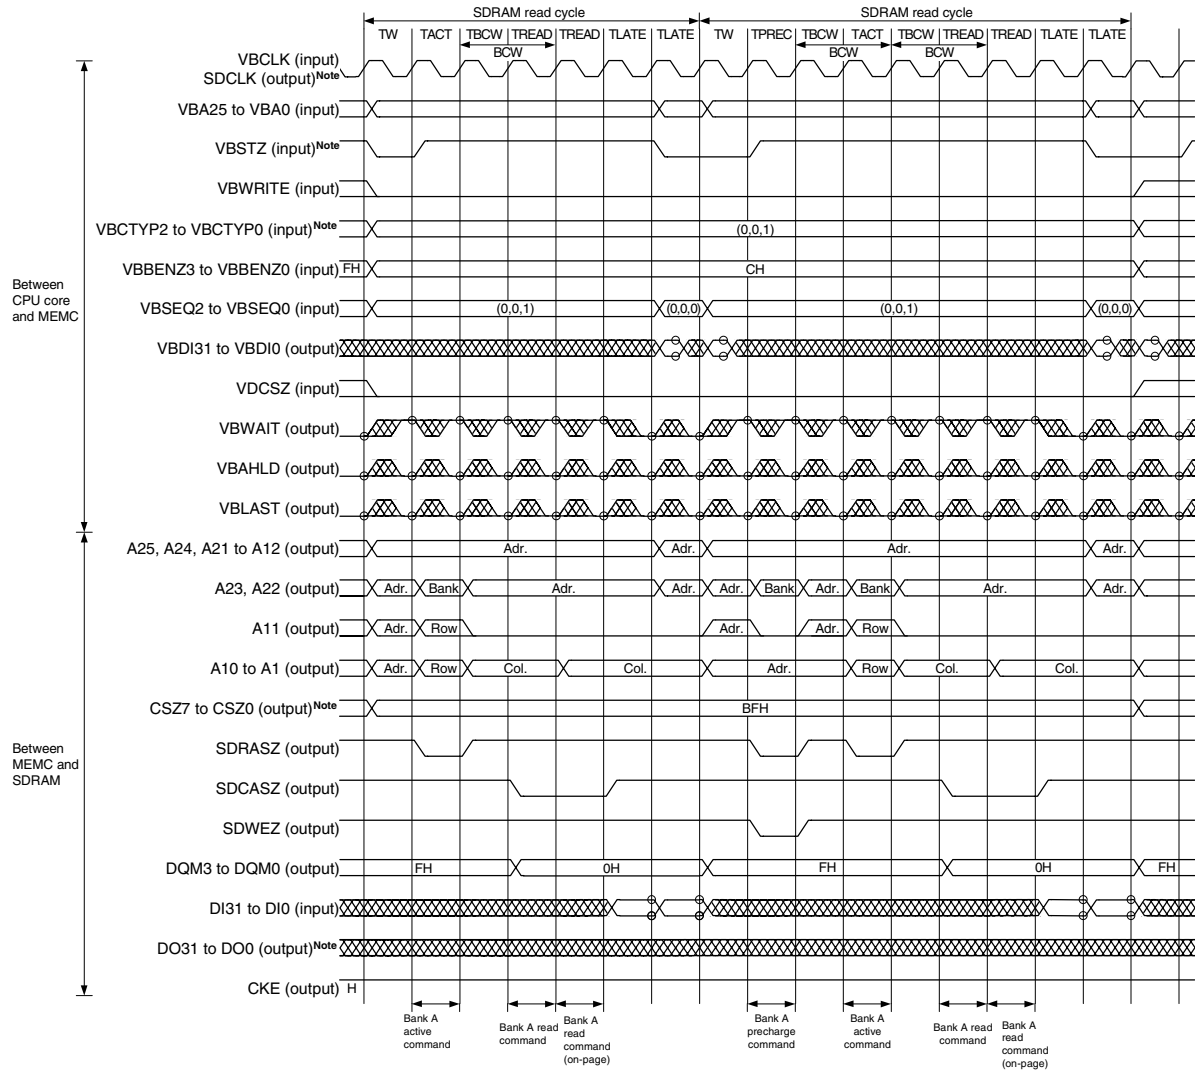 SDRAM read cycle SDRAM read cycle
TW TACT TBCW TREAD TREAD TLATE TLATE TW TPREC TBCW TACT TBCW TREAD TREAD TLATE TLATE
BCW BCW BCW
VBCLK (input)
SDCLK (output)Note
VBA25 to VBA0 (input)
VBSTZ (input)Note
VBWRITE (input)
VBCTYP2 to VBCTYP0 (input)Note (0,0,1)
VBBENZ3 to VBBENZ0 (input) FH CH
Between
CPU core
and MEMC
VBSEQ2 to VBSEQ0 (input) (0,0,1) (0,0,0) (0,0,1) (0,0,0)
VBDI31 to VBDI0 (output)
VDCSZ (input)
VBWAIT (output)
VBAHLD (output)
VBLAST (output)
A25, A24, A21 to A12 (output) Adr. Adr. Adr. Adr.
A23, A22 (output) Adr. Bank Adr. Adr. Adr. Bank Adr. Bank Adr. Adr.
A11 (output) Adr. Row Adr. Adr. Row
A10 to A1 (output) Adr. Row Col. Col. Adr. Row Col. Col.
CSZ7 to CSZ0 (output)Note BFH
Between
MEMC and
SDRAM
SDRASZ (output)
SDCASZ (output)
SDWEZ (output)
DQM3 to DQM0 (output) FH 0H FH 0H FH
DI31 to DI0 (input)
DO31 to DO0 (output)Note
CKE (output) H
Bank A
active
command
Bank A read
command
Bank A
read
command
(on-page)
Bank A
precharge
command
Bank A
active
command
Bank A read
command
Bank A
read
command
(on-page)